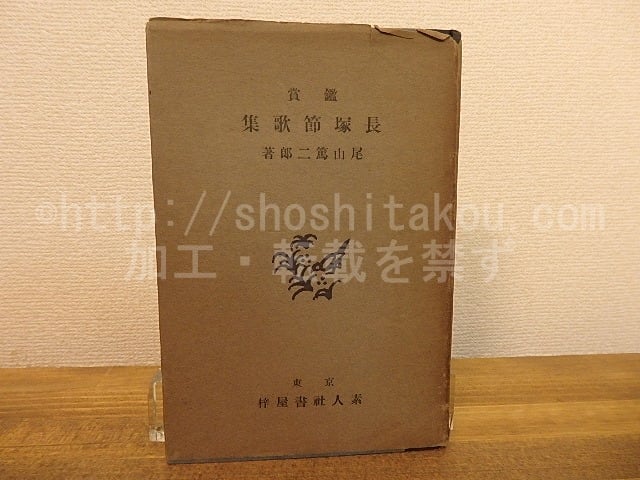 賞鑑
集歌節塚長
著郎二篤山尾
©http://shoshitakou.com
加工・転載を禁ず
東京
梓屋書社人素